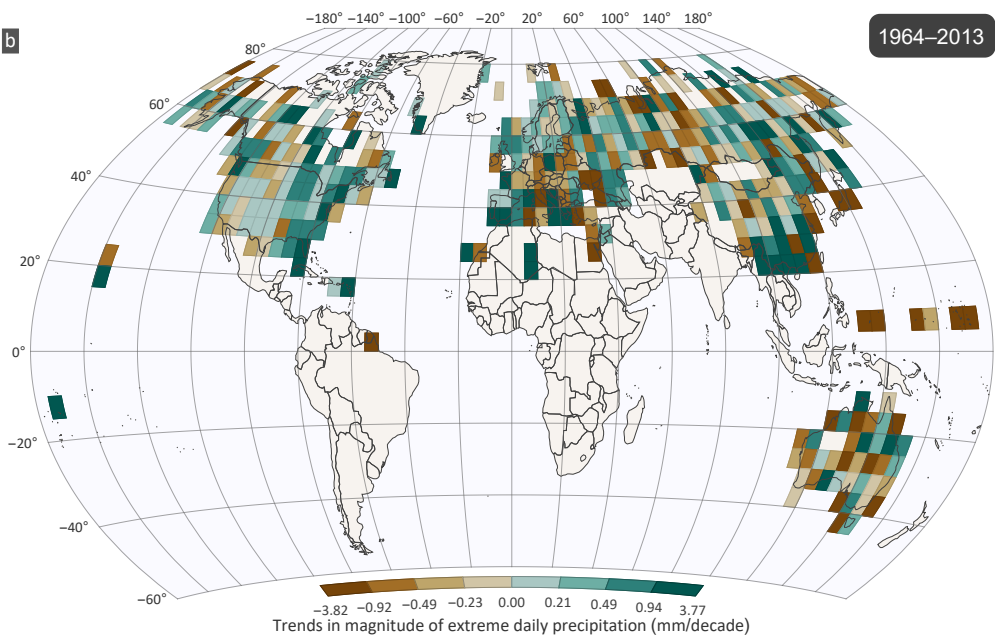 −180° −140° −100° −60° −20° 20° 60° 100° 140° 180°
b
1964–2013
80°
60°
40°
20°
0°
−20°
−40°
−60°
−3.82 −0.92 −0.49 −0.23 0.00 0.21 0.49 0.94 3.77
Trends in magnitude of extreme daily precipitation (mm/decade)